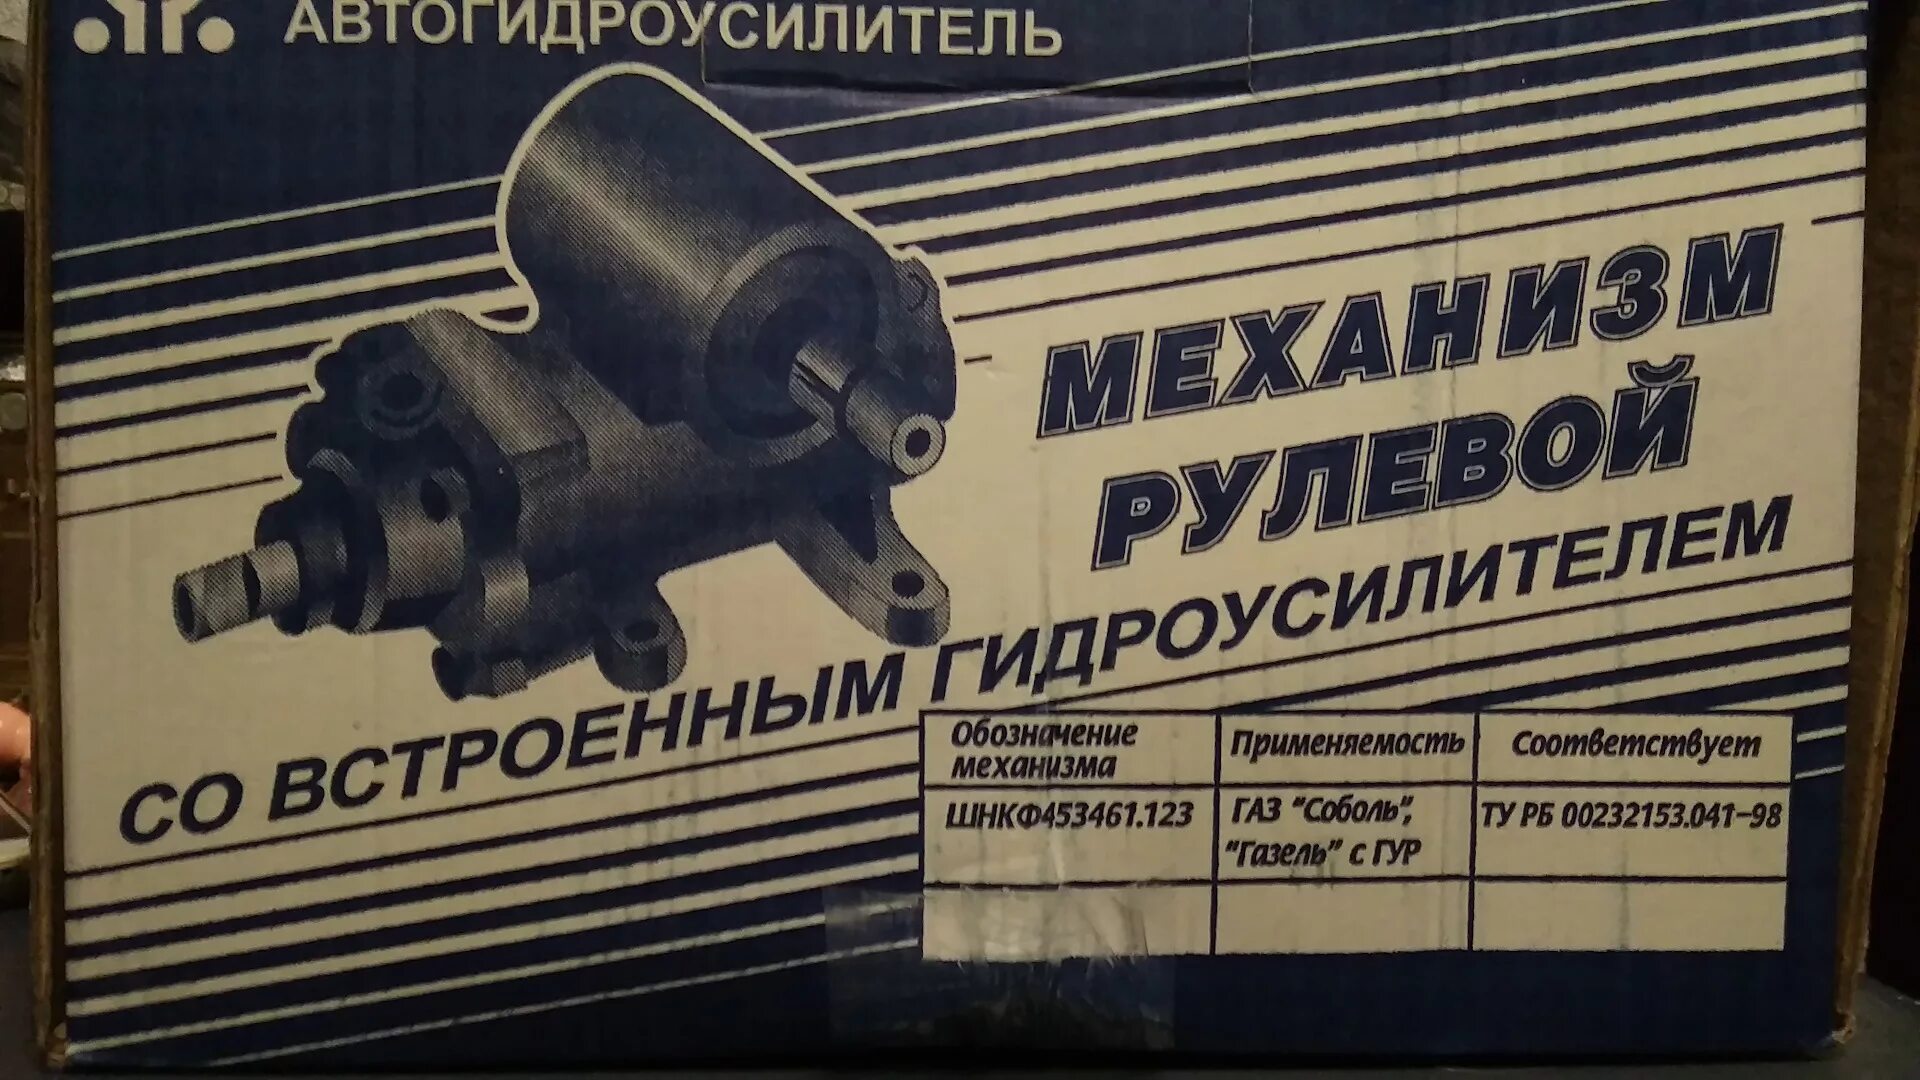 АВТОГИДРОУСИЛИТЕЛЬ
МЕХАНИЗМ
РУЛЕВОЙ
СО ВСТРОЕННЫМ ГИДРОУСИЛИТЕЛЕМ
Обозначение механизма
Применяемость
Соответствует
ШНКФ453461.123
ГАЗ "Соболь",
"Газель" с ГУР
ТУ РБ 00232153.041-98